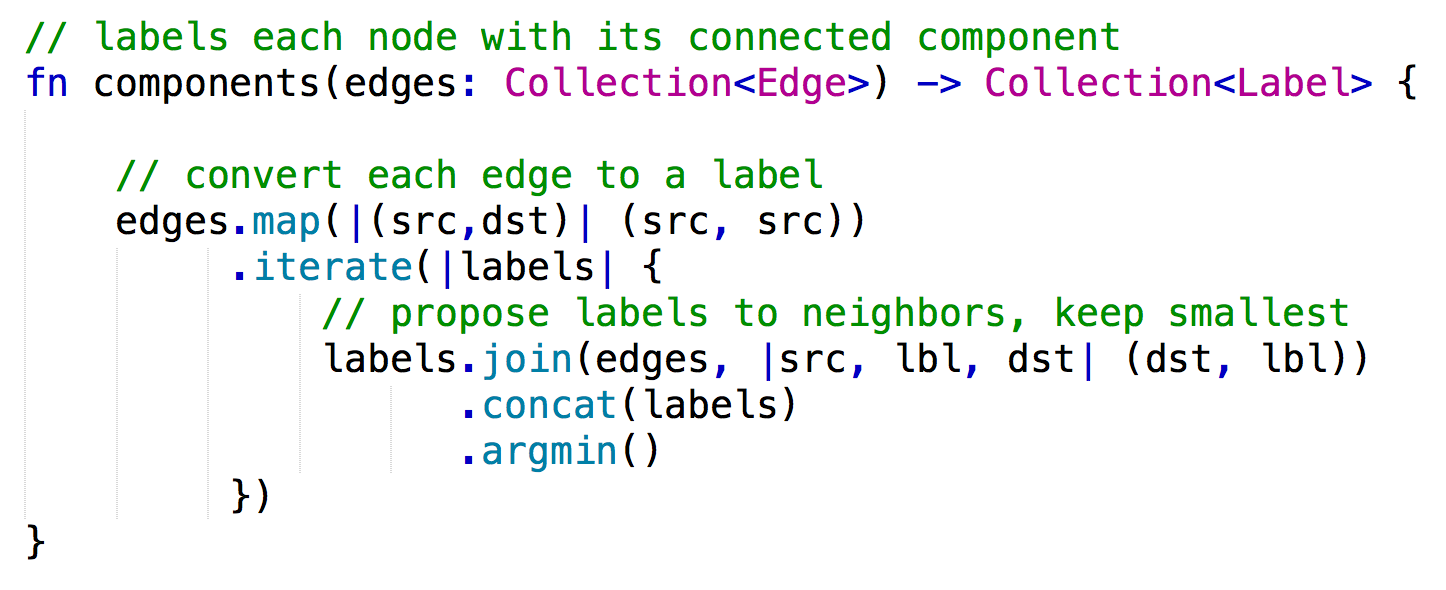 // labels each node with its connected component
fn components(edges: Collection<Edge>) -> Collection<Label> {
// convert each edge to a label
edges.map(|(src,dst)| (src, src))
.iterate(|labels| {
// propose labels to neighbors, keep smallest
labels.join(edges, |src, lbl, dst| (dst, lbl))
.concat(labels)
.argmin()
})
}